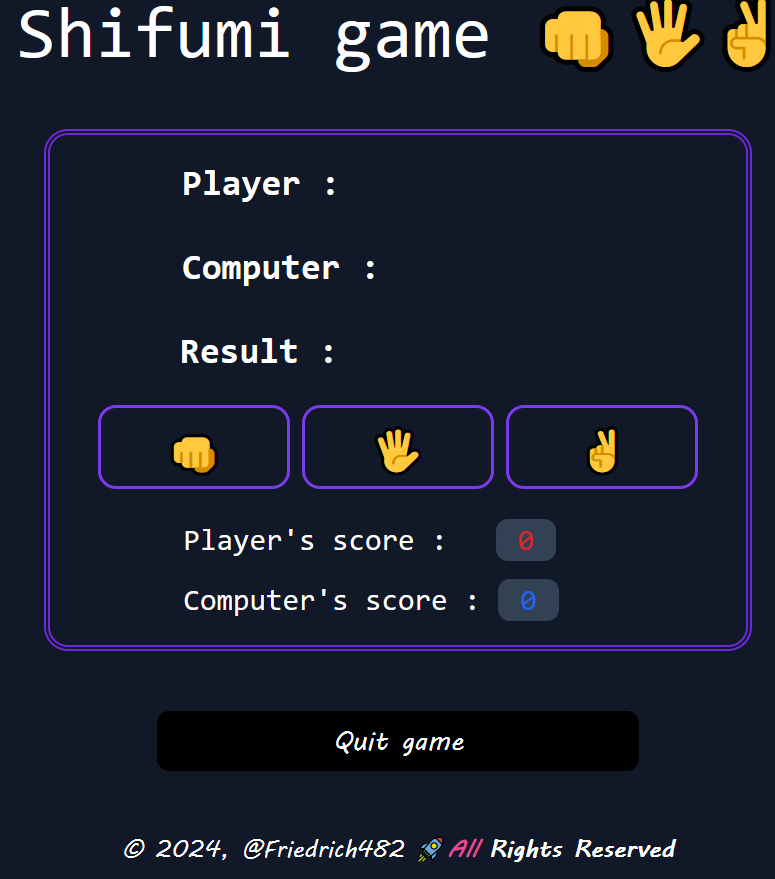 Shifumi game 👊🖐✌
Player :
Computer :
Result :
👊 🖐 ✌
Player's score : 0
Computer's score : 0
Quit game
© 2024, @Friedrich482 🚀 All Rights Reserved